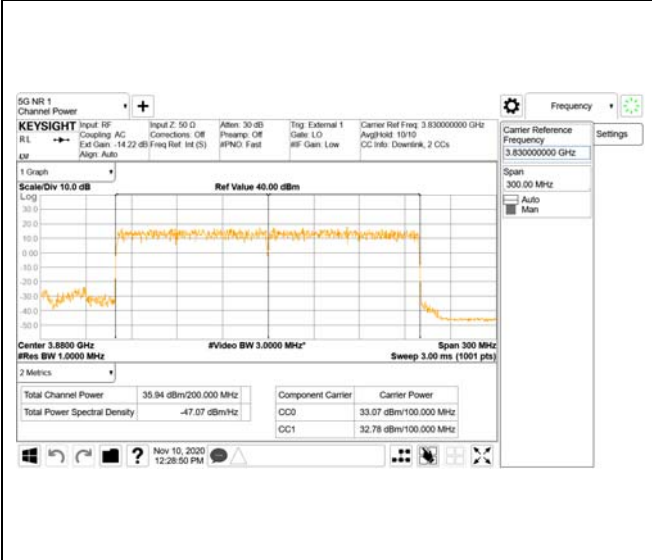 5G NR 1
Channel Power
Frequency
KEYSIGHT
RL
Input: RF
Coupling: AC
Ext Gain: -14.22 dB
Align: Auto
Input Z: 50 Ω
Corrections: Off
Freq Ref: Int (S)
Atten: 30 dB
Preamp: Off
#PNO: Fast
Trig: External 1
Gate: LO
#IF Gain: Low
Carrier Ref Freq: 3.830000000 GHz
Avg|Hold: 10/10
CC Info: Downlink, 2 CCs
Carrier Reference
Frequency
3.830000000 GHz
Settings
Span
300.00 MHz
Auto
Man
1 Graph
Scale/Div 10.0 dB
Ref Value 40.00 dBm
Log
30.0
20.0
10.0
0.00
-10.0
-20.0
-30.0
-40.0
-50.0
Center 3.8800 GHz
#Video BW 3.0000 MHz*
Span 300 MHz
#Res BW 1.0000 MHz
Sweep 3.00 ms (1001 pts)
2 Metrics
Total Channel Power 35.94 dBm/200.000 MHz
Total Power Spectral Density -47.07 dBm/Hz
Component Carrier Carrier Power
CC0 33.07 dBm/100.000 MHz
CC1 32.78 dBm/100.000 MHz
?
Nov 10, 2020
12:28:50 PM